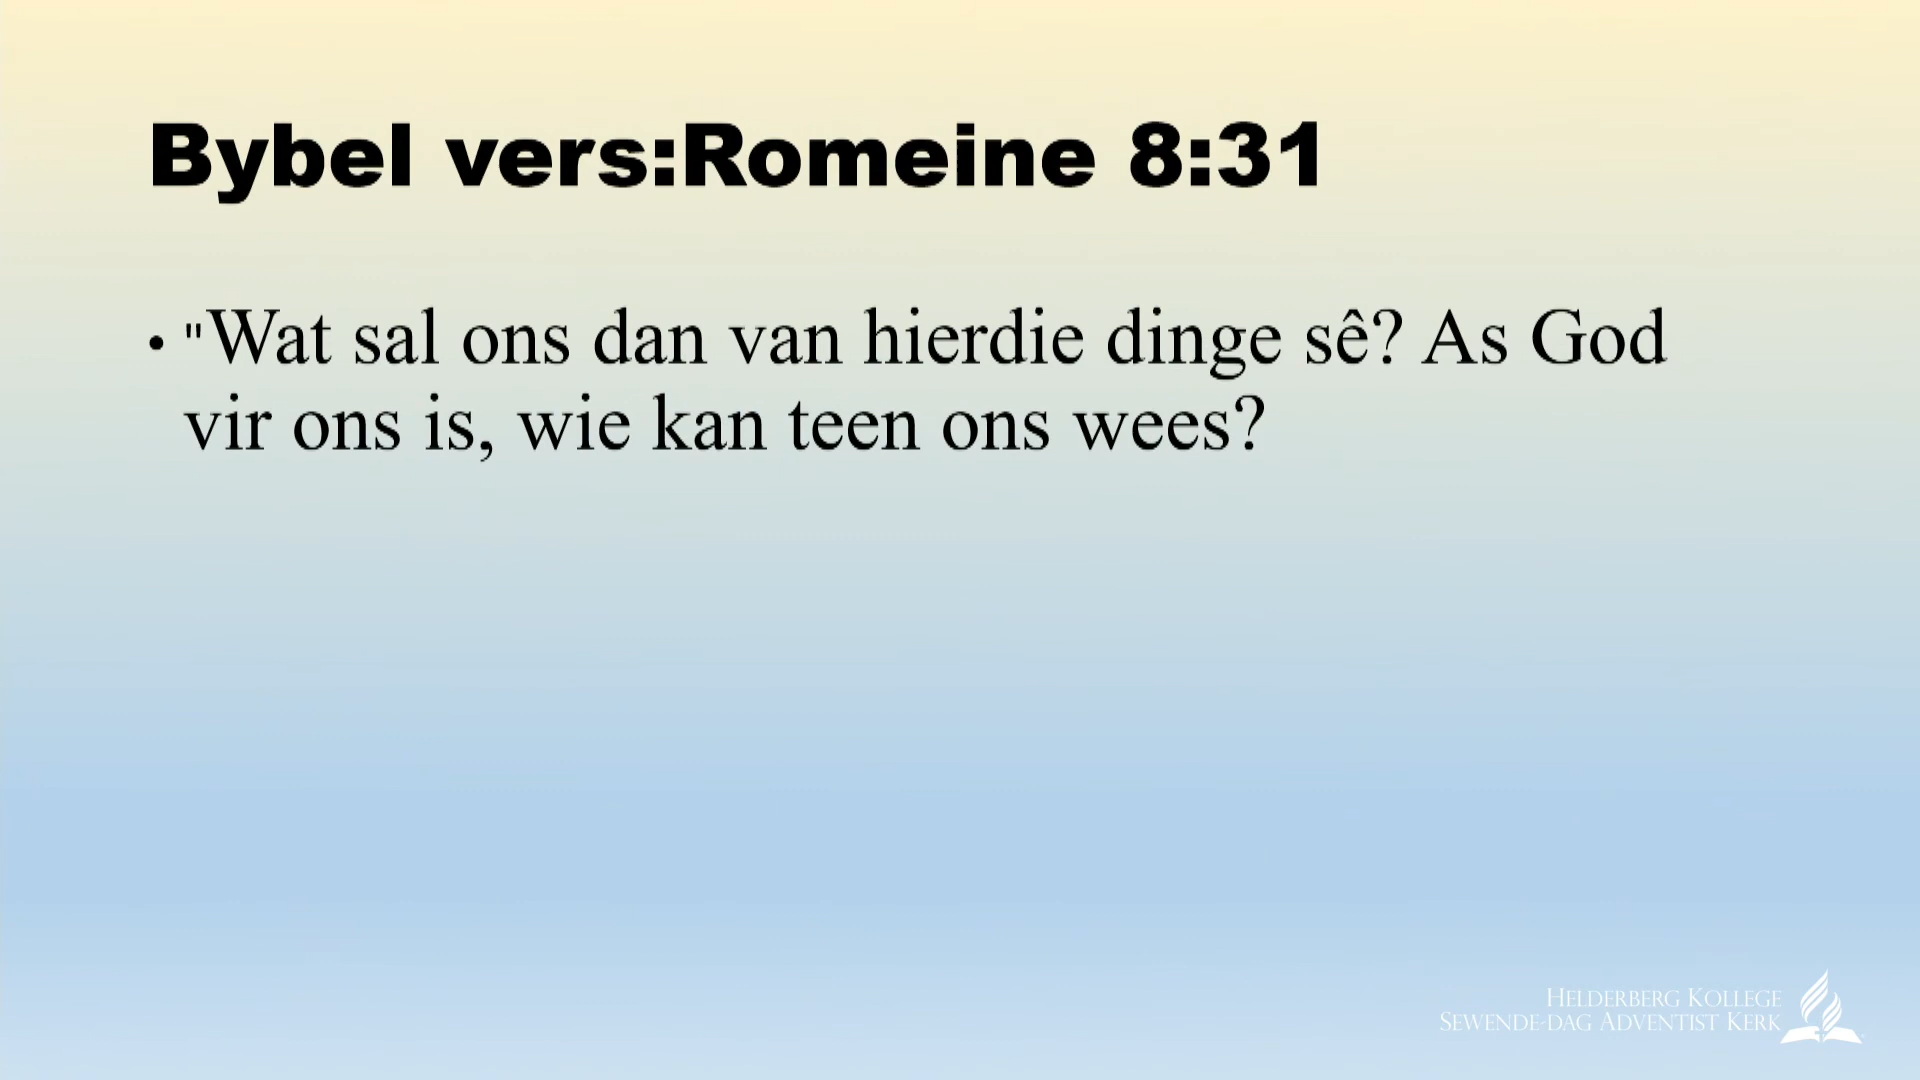 Bybel vers:Romeine 8:31
• "Wat sal ons dan van hierdie dinge sê? As God
vir ons is, wie kan teen ons wees?
HELDERBERG KOLLEGE
SEWENDE-DAG ADVENTIST KERK